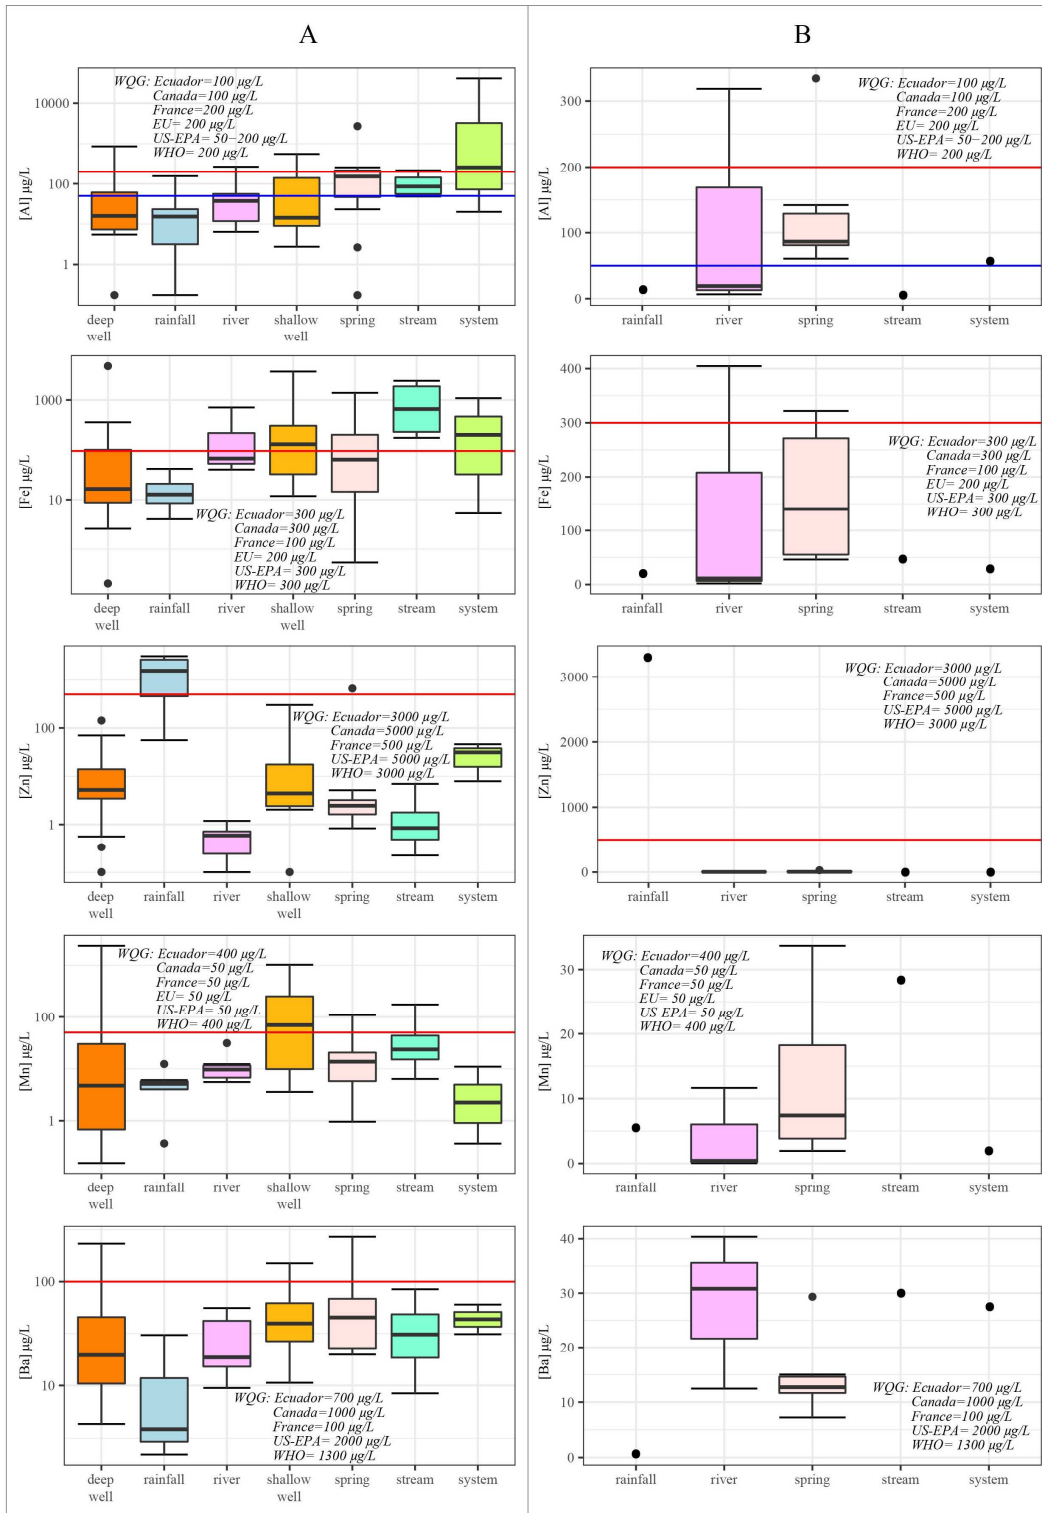 A
WQG: Ecuador=100 µg/L
Canada=100 µg/L
France=200 µg/L
EU= 200 µg/L
US-EPA= 50−200 µg/L
WHO= 200 µg/L
[Al] µg/L
10000
100
1
deep well
rainfall
river
shallow well
spring
stream
system
[Fe] µg/L
1000
10
WQG: Ecuador=300 µg/L
Canada=300 µg/L
France=100 µg/L
EU= 200 µg/L
US-EPA= 300 µg/L
WHO= 300 µg/L
deep well
rainfall
river
shallow well
spring
stream
system
[Zn] µg/L
100
1
WQG: Ecuador=3000 µg/L
Canada=5000 µg/L
France=500 µg/L
US-EPA= 5000 µg/L
WHO= 3000 µg/L
deep well
rainfall
river
shallow well
spring
stream
system
WQG: Ecuador=400 µg/L
Canada=50 µg/L
France=50 µg/L
EU= 50 µg/L
US-EPA= 50 µg/L
WHO= 400 µg/L
[Mn] µg/L
100
1
deep well
rainfall
river
shallow well
spring
stream
system
[Ba] µg/L
100
10
WQG: Ecuador=700 µg/L
Canada=1000 µg/L
France=100 µg/L
US-EPA= 2000 µg/L
WHO= 1300 µg/L
deep well
rainfall
river
shallow well
spring
stream
system
B
WQG: Ecuador=100 µg/L
Canada=100 µg/L
France=200 µg/L
EU= 200 µg/L
US-EPA= 50−200 µg/L
WHO= 200 µg/L
[Al] µg/L
300
200
100
0
rainfall
river
spring
stream
system
[Fe] µg/L
400
300
200
100
0
WQG: Ecuador=300 µg/L
Canada=300 µg/L
France=100 µg/L
EU= 200 µg/L
US-EPA= 300 µg/L
WHO= 300 µg/L
rainfall
river
spring
stream
system
WQG: Ecuador=3000 µg/L
Canada=5000 µg/L
France=500 µg/L
US-EPA= 5000 µg/L
WHO= 3000 µg/L
[Zn] µg/L
3000
2000
1000
0
rainfall
river
spring
stream
system
WQG: Ecuador=400 µg/L
Canada=50 µg/L
France=50 µg/L
EU= 50 µg/L
US EPA= 50 µg/L
WHO= 400 µg/L
[Mn] µg/L
30
20
10
0
rainfall
river
spring
stream
system
[Ba] µg/L
40
30
20
10
0
WQG: Ecuador=700 µg/L
Canada=1000 µg/L
France=100 µg/L
US-EPA= 2000 µg/L
WHO= 1300 µg/L
rainfall
river
spring
stream
system